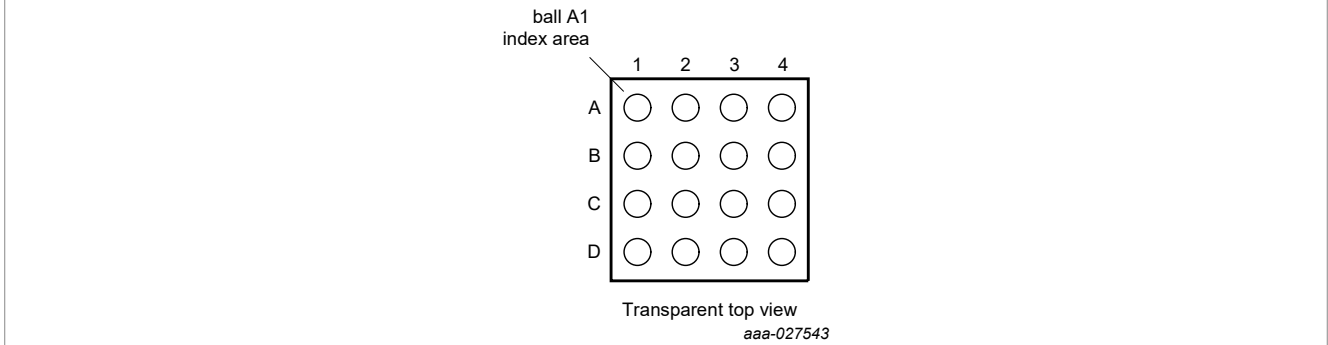 ball A1
index area
1 2 3 4
A
B
C
D
Transparent top view
aaa-027543